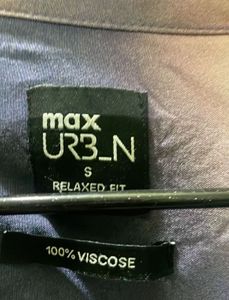 max
URB_N
S
RELAXED FIT
100% VISCOSE